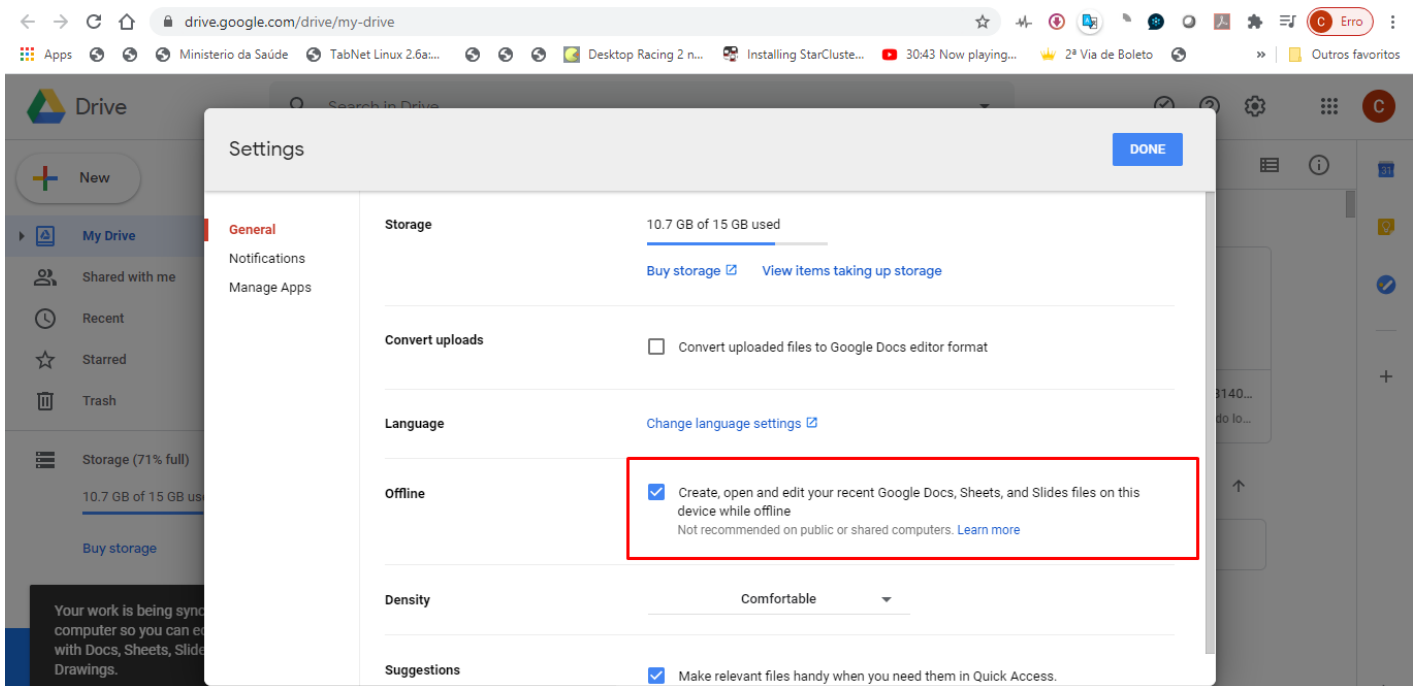 drive.google.com/drive/my-drive
C Erro
Apps Ministerio da Saúde TabNet Linux 2.6a:... Desktop Racing 2 n... Installing StarCluste... 30:43 Now playing... 2ª Via de Boleto » Outros favoritos
Drive
Search in Drive
C
Settings
DONE
New
31
General
Storage
10.7 GB of 15 GB used
My Drive
Notifications
Buy storage
View items taking up storage
Shared with me
Manage Apps
Recent
Convert uploads
Convert uploaded files to Google Docs editor format
Starred
Trash
3140...
do lo...
Language
Change language settings
Storage (71% full)
Offline
Create, open and edit your recent Google Docs, Sheets, and Slides files on this
device while offline
Not recommended on public or shared computers. Learn more
10.7 GB of 15 GB us
Buy storage
Density
Comfortable
Your work is being sync
computer so you can e
with Docs, Sheets, Slide
Drawings.
Suggestions
Make relevant files handy when you need them in Quick Access.